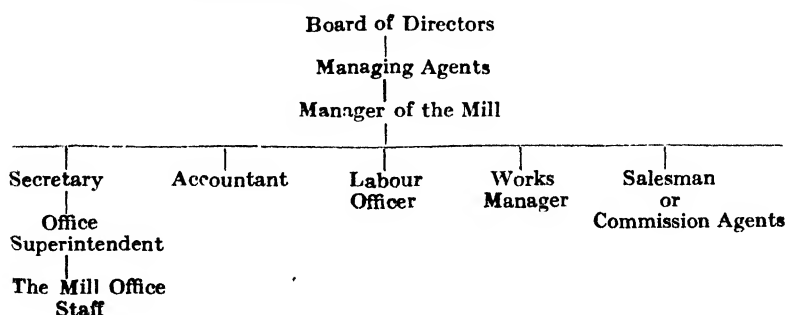 Board of Directors
Managing Agents
Manager of the Mill
Secretary
Accountant
Labour
Officer
Works
Manager
Salesman
or
Commission Agents
Office
Superintendent
The Mill Office
Staff